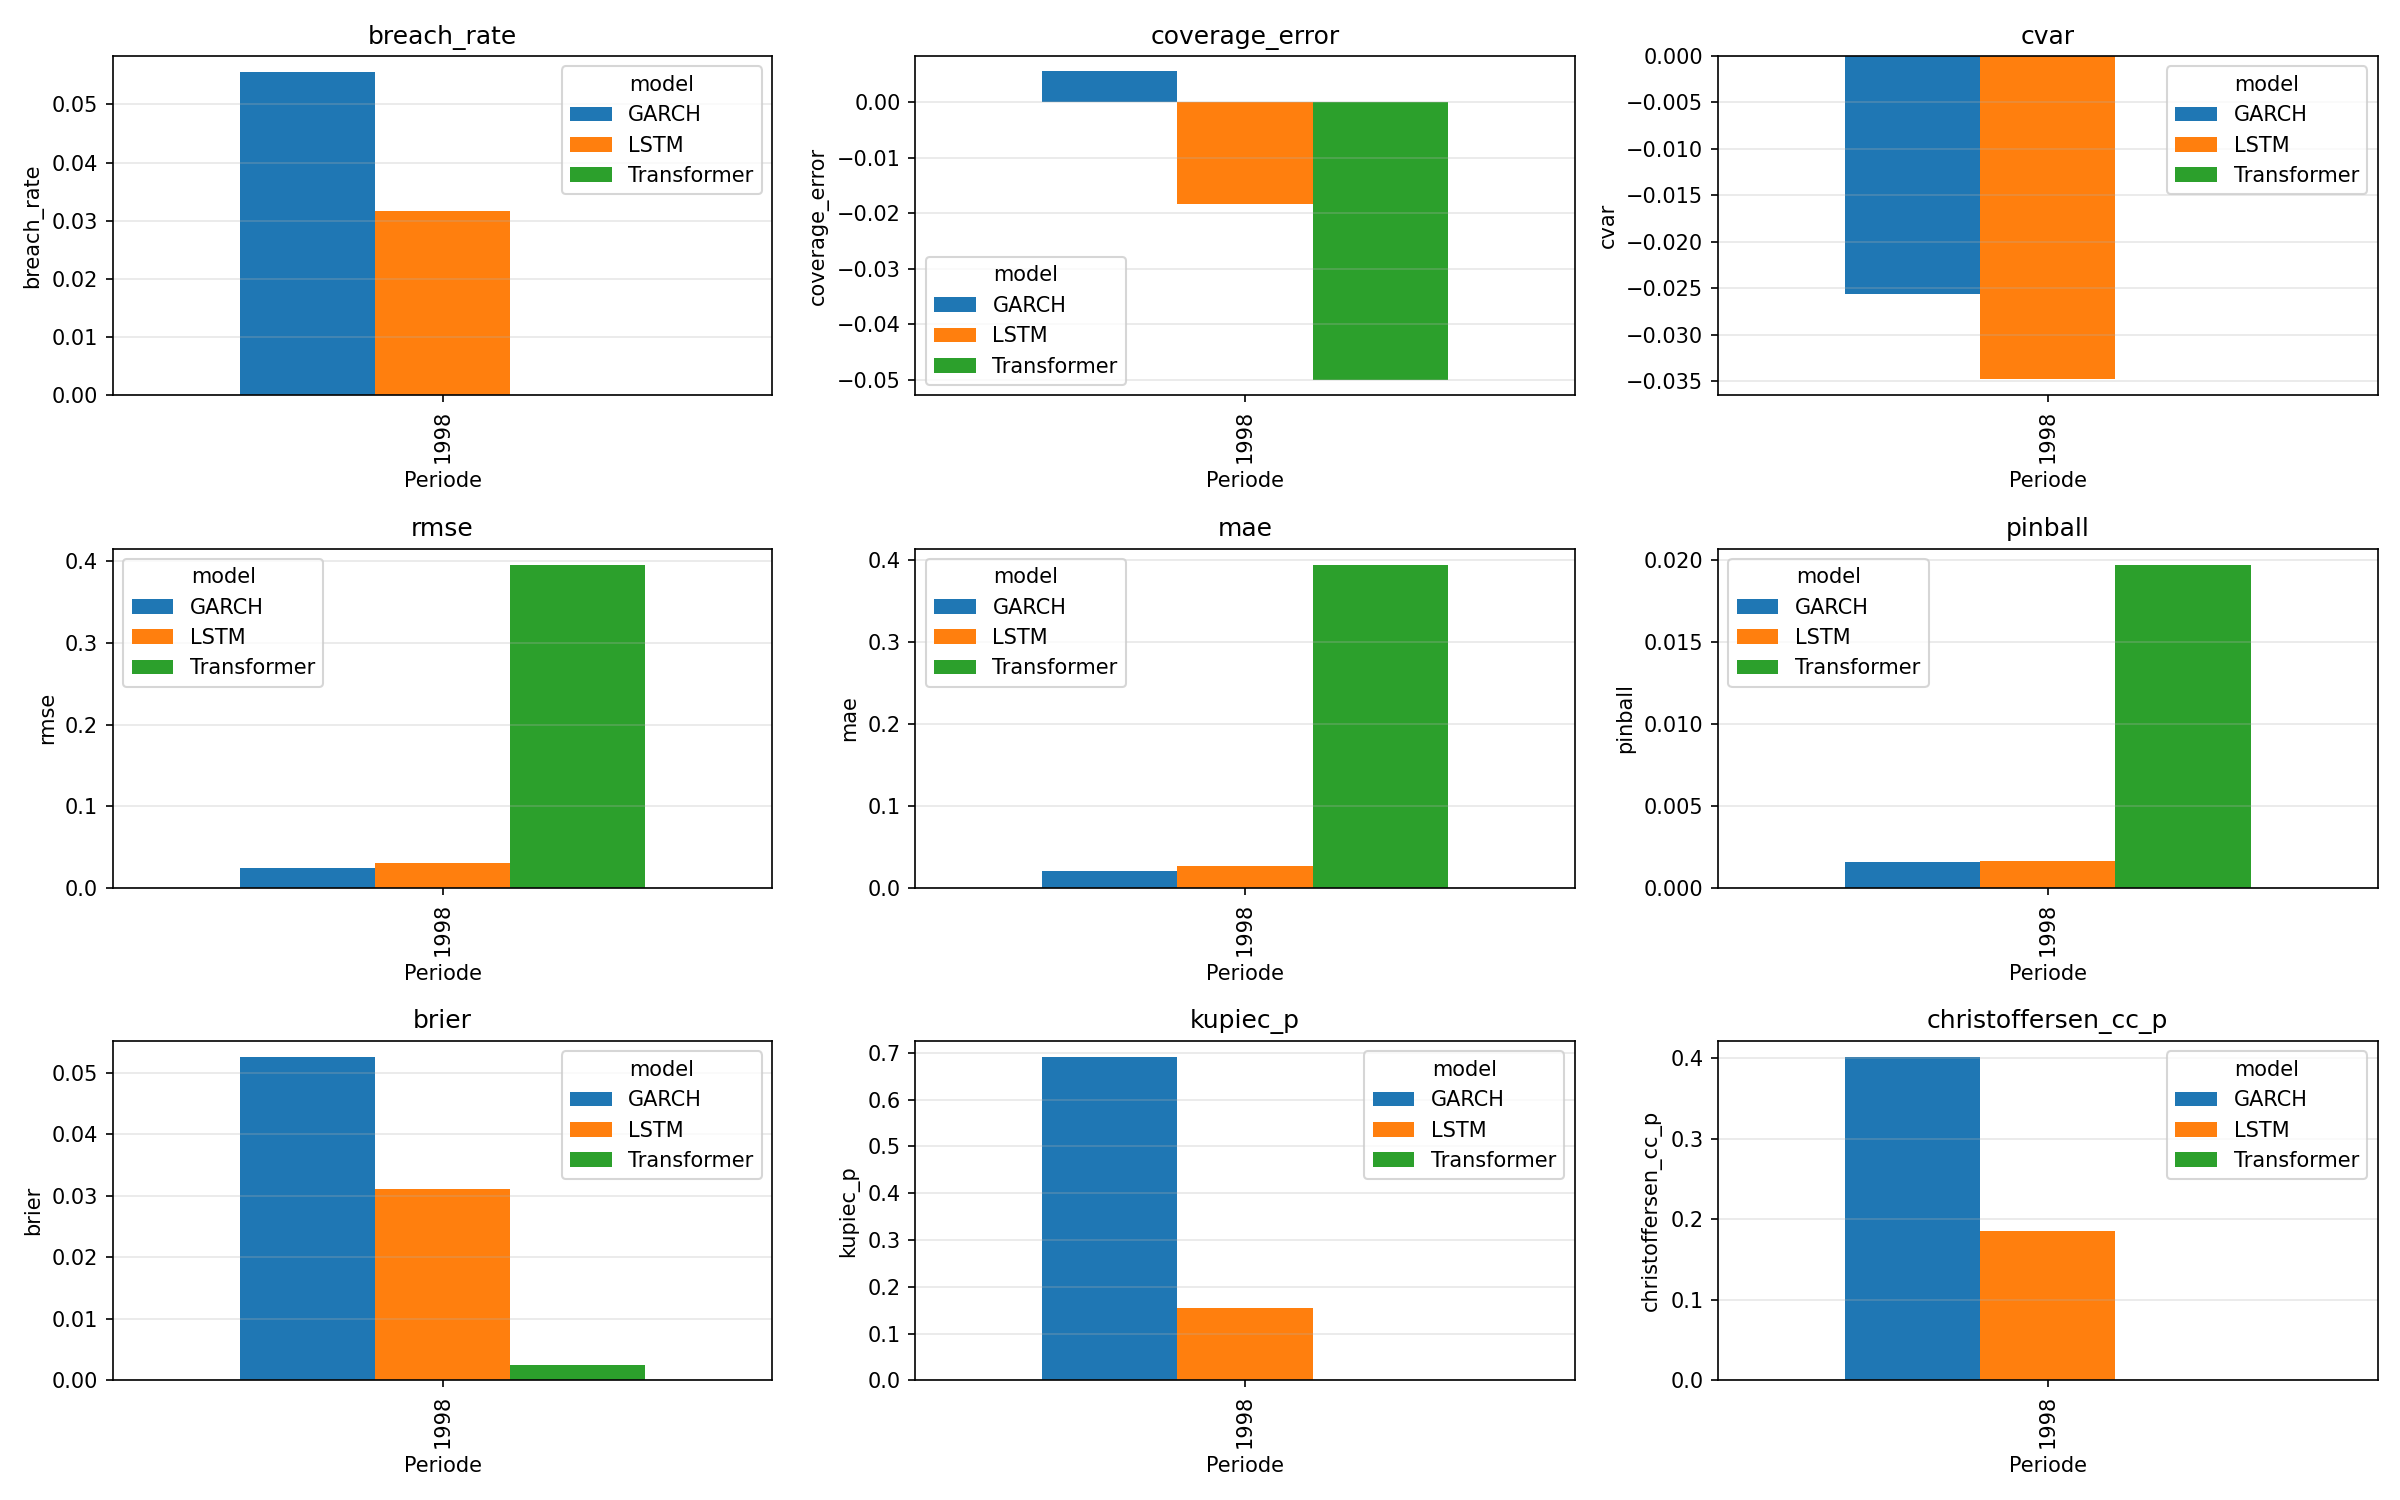 breach_rate
breach_rate
0.05
0.04
0.03
0.02
0.01
0.00
model
GARCH
LSTM
Transformer
1998
Periode
coverage_error
coverage_error
0.00
−0.01
−0.02
−0.03
−0.04
−0.05
model
GARCH
LSTM
Transformer
1998
Periode
cvar
cvar
0.000
−0.005
−0.010
−0.015
−0.020
−0.025
−0.030
−0.035
model
GARCH
LSTM
Transformer
1998
Periode
rmse
rmse
0.4
0.3
0.2
0.1
0.0
model
GARCH
LSTM
Transformer
1998
Periode
mae
mae
0.4
0.3
0.2
0.1
0.0
model
GARCH
LSTM
Transformer
1998
Periode
pinball
pinball
0.020
0.015
0.010
0.005
0.000
model
GARCH
LSTM
Transformer
1998
Periode
brier
brier
0.05
0.04
0.03
0.02
0.01
0.00
model
GARCH
LSTM
Transformer
1998
Periode
kupiec_p
kupiec_p
0.7
0.6
0.5
0.4
0.3
0.2
0.1
0.0
model
GARCH
LSTM
Transformer
1998
Periode
christoffersen_cc_p
christoffersen_cc_p
0.4
0.3
0.2
0.1
0.0
model
GARCH
LSTM
Transformer
1998
Periode